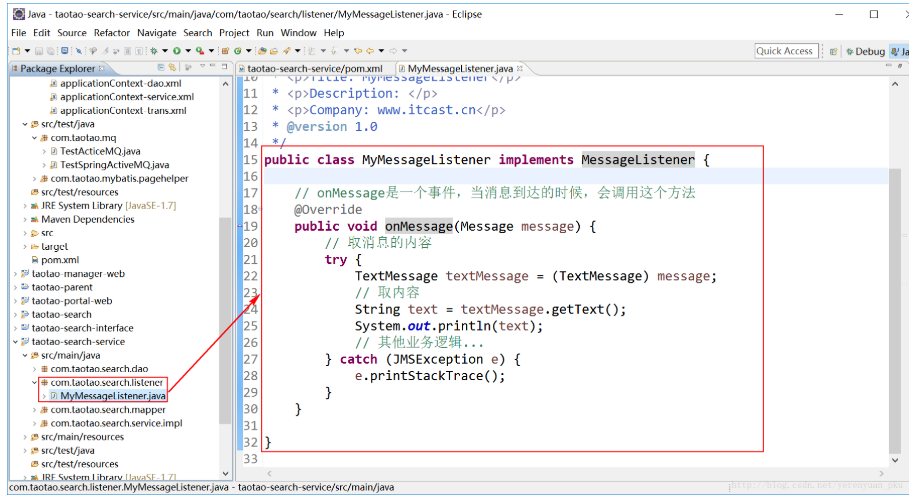 Java - taotao-search-service/src/main/java/com/taotao/search/listener/MyMessageListener.java - Eclipse
File Edit Source Refactor Navigate Search Project Run Window Help
Quick Access
Debug
Ja
Package Explorer
applicationContext-dao.xml
applicationContext-service.xml
applicationContext-trans.xml
src/test/java
com.taotao.mq
TestActiceMQ.java
TestSpringActiveMQ.java
com.taotao.mybatis.pagehelper
src/test/resources
JRE System Library [JavaSE-1.7]
Maven Dependencies
src
target
pom.xml
taotao-manager-web
taotao-parent
taotao-portal-web
taotao-search
taotao-search-interface
taotao-search-service
src/main/java
com.taotao.search.dao
com.taotao.search.listener
MyMessageListener.java
com.taotao.search.mapper
com.taotao.search.service.impl
src/main/resources
src/test/java
src/test/resources
JRE System Library [JavaSE-1.7]
taotao-search-service/pom.xml
MyMessageListener.java
10 * <p>Title: MyMessageListener</p>
11 * <p>Description: </p>
12 * <p>Company: www.itcast.cn</p>
13 * @version 1.0
14 */
15 public class MyMessageListener implements MessageListener {
16
17 // onMessage是一个事件，当消息到达的时候，会调用这个方法
18 @Override
19 public void onMessage(Message message) {
20 // 取消息的内容
21 try {
22 TextMessage textMessage = (TextMessage) message;
23 // 取内容
24 String text = textMessage.getText();
25 System.out.println(text);
26 // 其他业务逻辑...
27 } catch (JMSException e) {
28 e.printStackTrace();
29 }
30 }
31
32 }
33
com.taotao.search.listener.MyMessageListener.java - taotao-search-service/src/main/java